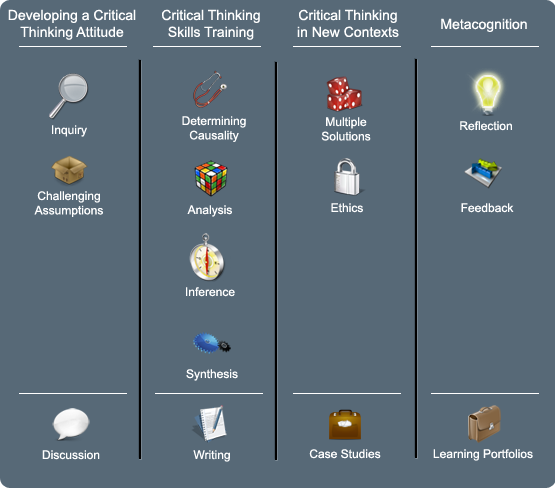 Developing a Critical
Thinking Attitude
Critical Thinking
Skills Training
Critical Thinking
in New Contexts
Metacognition
Inquiry
Determining
Causality
Multiple
Solutions
Reflection
Challenging
Assumptions
Analysis
Ethics
Feedback
Inference
Synthesis
Discussion
Writing
Case Studies
Learning Portfolios